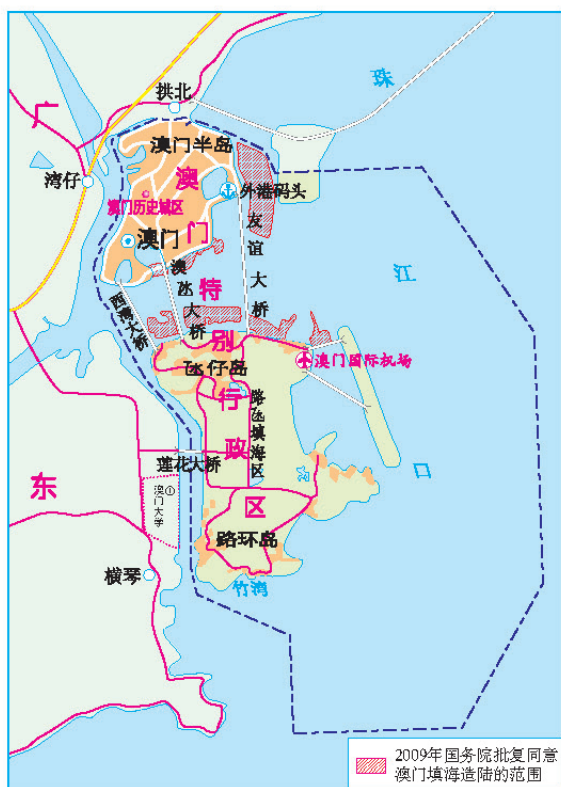 珠
江
口
广
东
拱北
湾仔
澳门半岛
澳
门
特
别
行
政
区
澳门历史城区
澳门
外港码头
友谊大桥
澳氹大桥
西湾大桥
氹仔岛
澳门国际机场
路氹填海区
莲花大桥
澳门大学
①
路环岛
横琴
竹湾
2009年国务院批复同意
澳门填海造陆的范围